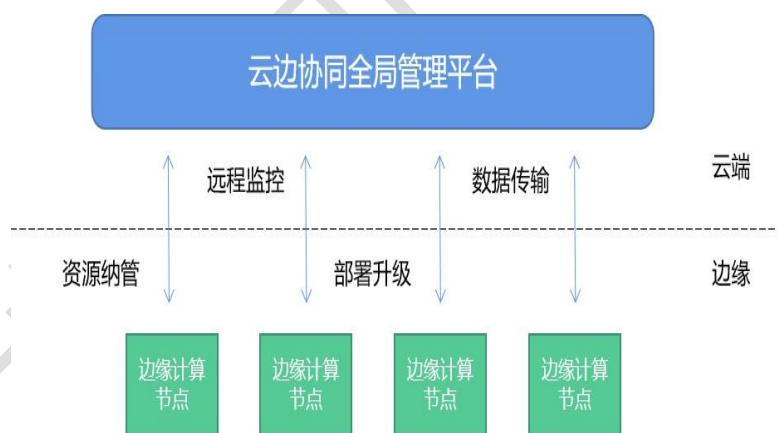 云边协同全局管理平台
远程监控
数据传输
云端
资源纳管
部署升级
边缘
边缘计算
节点
边缘计算
节点
边缘计算
节点
边缘计算
节点